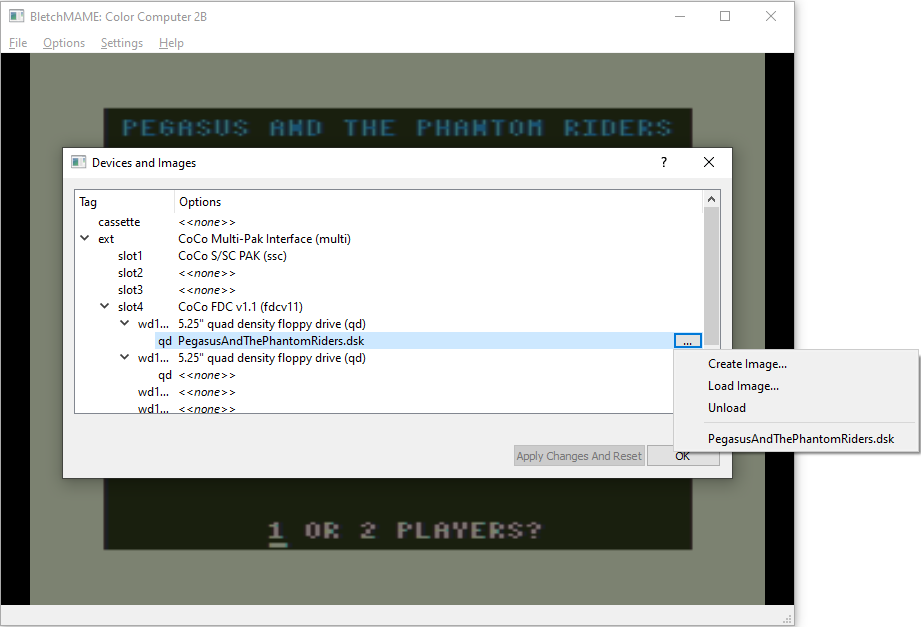 BletchMAME: Color Computer 2B
File Options Settings Help
PEGASUS AND THE PHANTOM RIDERS
Devices and Images
?
Tag Options
cassette <<none>>
ext CoCo Multi-Pak Interface (multi)
slot1 CoCo S/SC PAK (ssc)
slot2 <<none>>
slot3 <<none>>
slot4 CoCo FDC v1.1 (fdcv11)
wd1... 5.25" quad density floppy drive (qd)
qd PegasusAndThePhantomRiders.dsk ...
wd1... 5.25" quad density floppy drive (qd)
qd <<none>>
wd1... <<none>>
wd1... <<none>>
Create Image...
Load Image...
Unload
PegasusAndThePhantomRiders.dsk
Apply Changes And Reset OK
1 OR 2 PLAYERS?